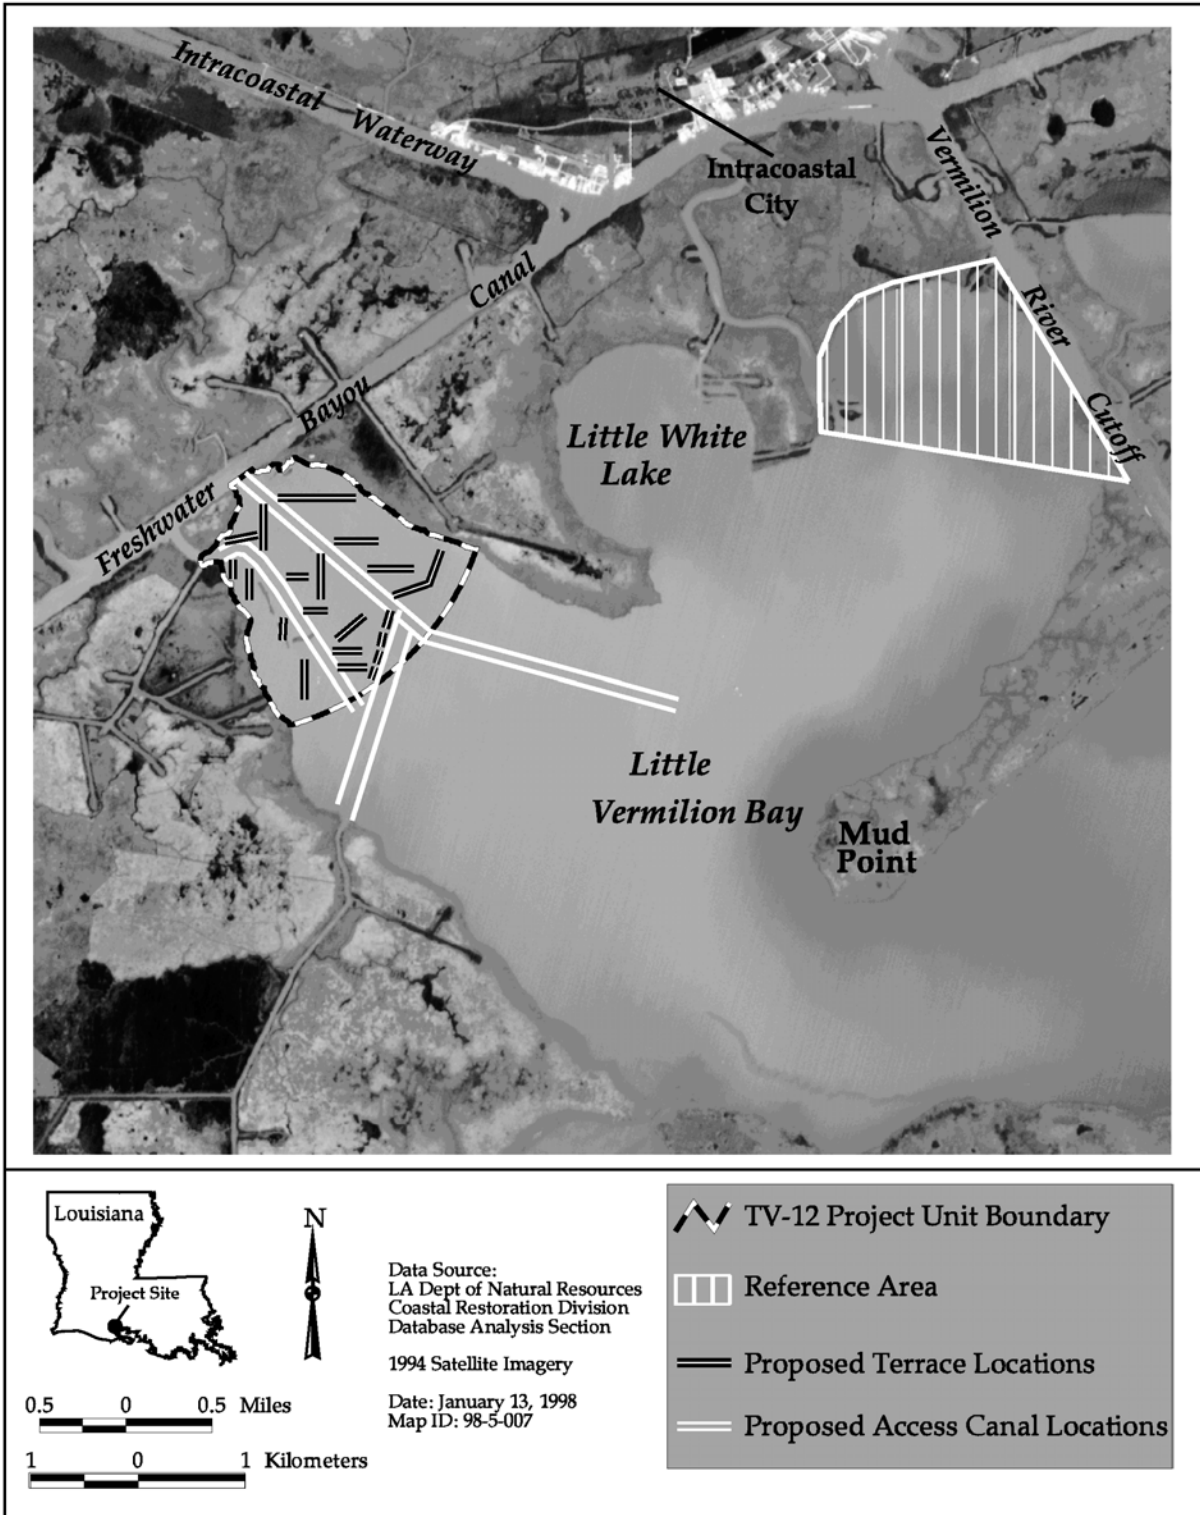 Intracoastal
Waterway
Intracoastal
City
Vermilion
River
Cutoff
Canal
Bayou
Freshwater
Little White
Lake
Little
Vermilion Bay
Mud
Point
Louisiana
Project Site
N
Data Source:
LA Dept of Natural Resources
Coastal Restoration Division
Database Analysis Section
1994 Satellite Imagery
Date: January 13, 1998
Map ID: 98-5-007
0.5 0 0.5 Miles
1 0 1 Kilometers
TV-12 Project Unit Boundary
Reference Area
Proposed Terrace Locations
Proposed Access Canal Locations